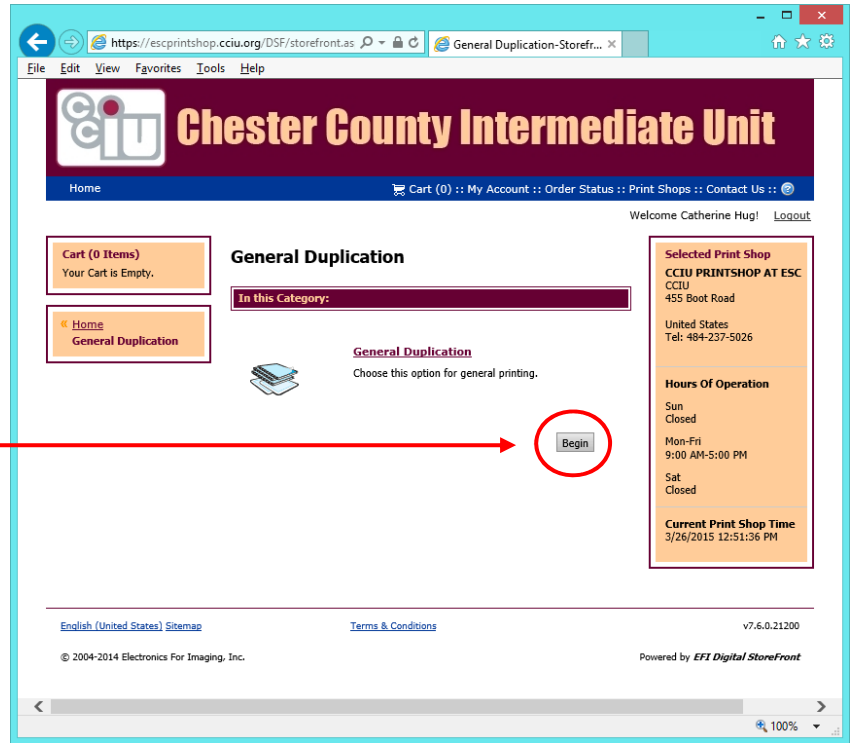 https://escprintshop.cciu.org/DSF/storefront.as
General Duplication-Storefr...
File Edit View Favorites Tools Help
CCIU
Chester County Intermediate Unit
Home
Cart (0) :: My Account :: Order Status :: Print Shops :: Contact Us :: ?
Welcome Catherine Hug! Logout
Cart (0 Items)
Your Cart is Empty.
« Home
General Duplication
General Duplication
In this Category:
General Duplication
Choose this option for general printing.
Begin
Selected Print Shop
CCIU PRINTSHOP AT ESC
CCIU
455 Boot Road
United States
Tel: 484-237-5026
Hours Of Operation
Sun
Closed
Mon-Fri
9:00 AM-5:00 PM
Sat
Closed
Current Print Shop Time
3/26/2015 12:51:36 PM
English (United States) Sitemap
Terms & Conditions
v7.6.0.21200
© 2004-2014 Electronics For Imaging, Inc.
Powered by EFI Digital StoreFront
100%